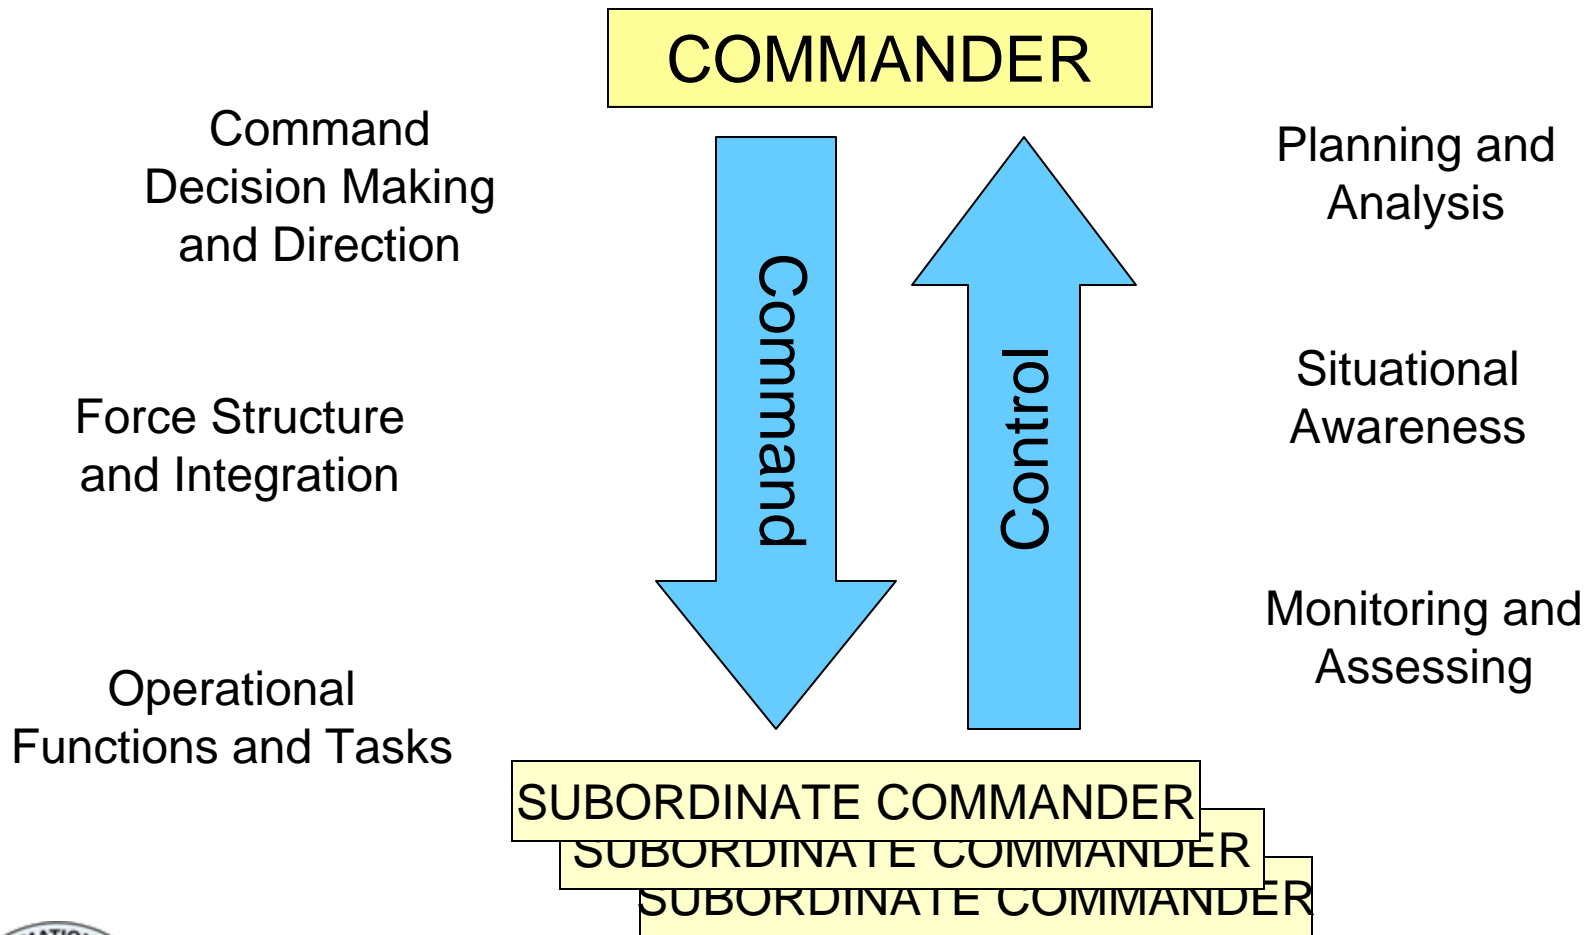 COMMANDER
Command
Decision Making
and Direction
Force Structure
and Integration
Operational
Functions and Tasks
Command
Control
Planning and
Analysis
Situational
Awareness
Monitoring and
Assessing
SUBORDINATE COMMANDER
SUBORDINATE COMMANDER
SUBORDINATE COMMANDER